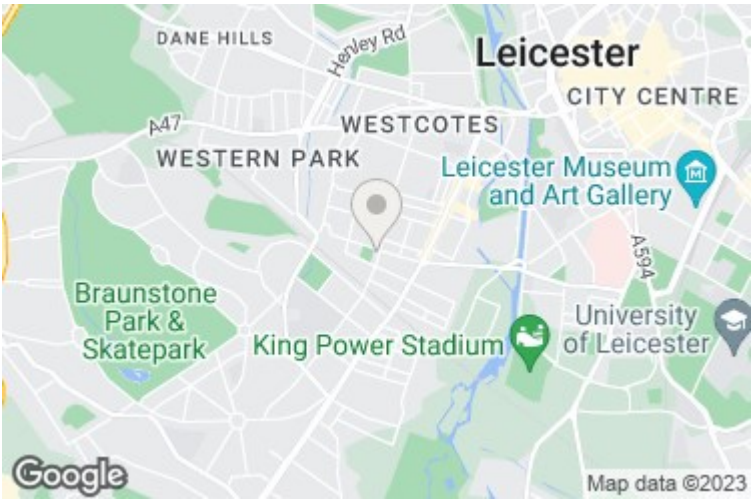 DANE HILLS
Henley Rd
Leicester
CITY CENTRE
A47
WESTCOTES
WESTERN PARK
Leicester Museum
and Art Gallery
M
A594
Braunstone
Park &
Skatepark
King Power Stadium
University
of Leicester
Google
Map data ©2023